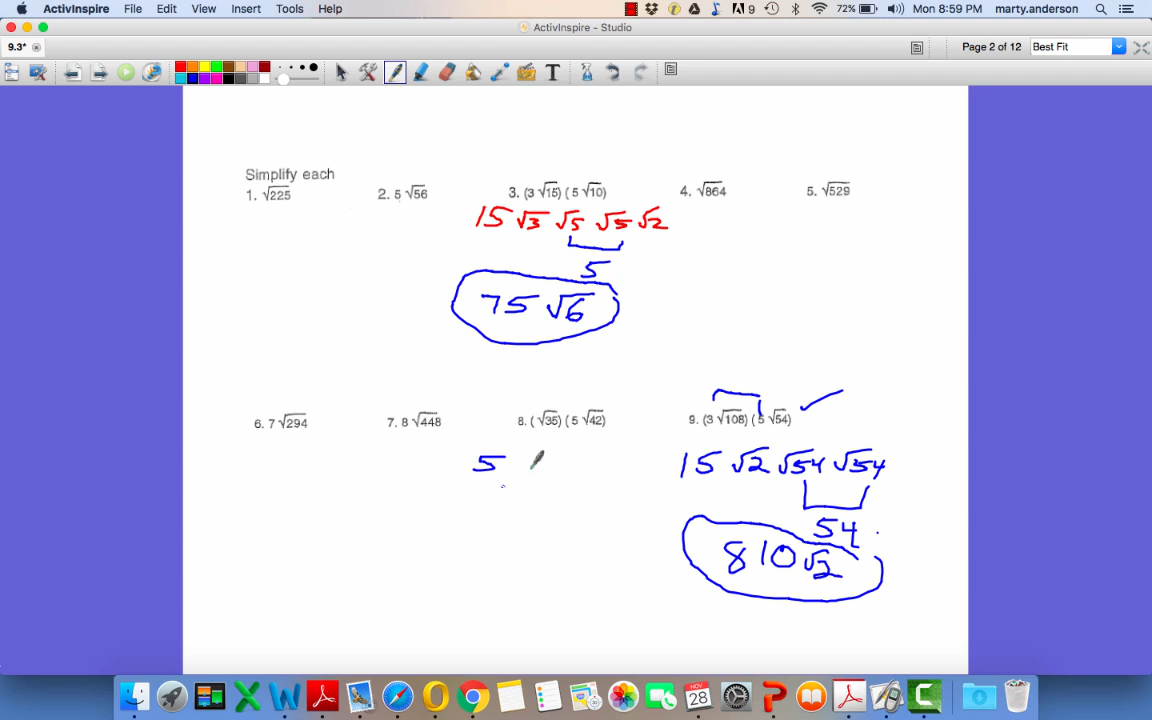 ActivInspire File Edit View Insert Tools Help 9 72% Mon 8:59 PM marty.anderson
ActivInspire - Studio
9.3* Page 2 of 12 Best Fit
Simplify each
1. √225 2. 5 √56 3. (3 √15) ( 5 √10) 4. √864 5. √529
15 √3 √5 √5 √2
5
75 √6
6. 7 √294 7. 8 √448 8. ( √35) ( 5 √42) 9. (3 √108) ( 5 √54)
5 15 √2 √54 √54
54
810 √2
NOV
28